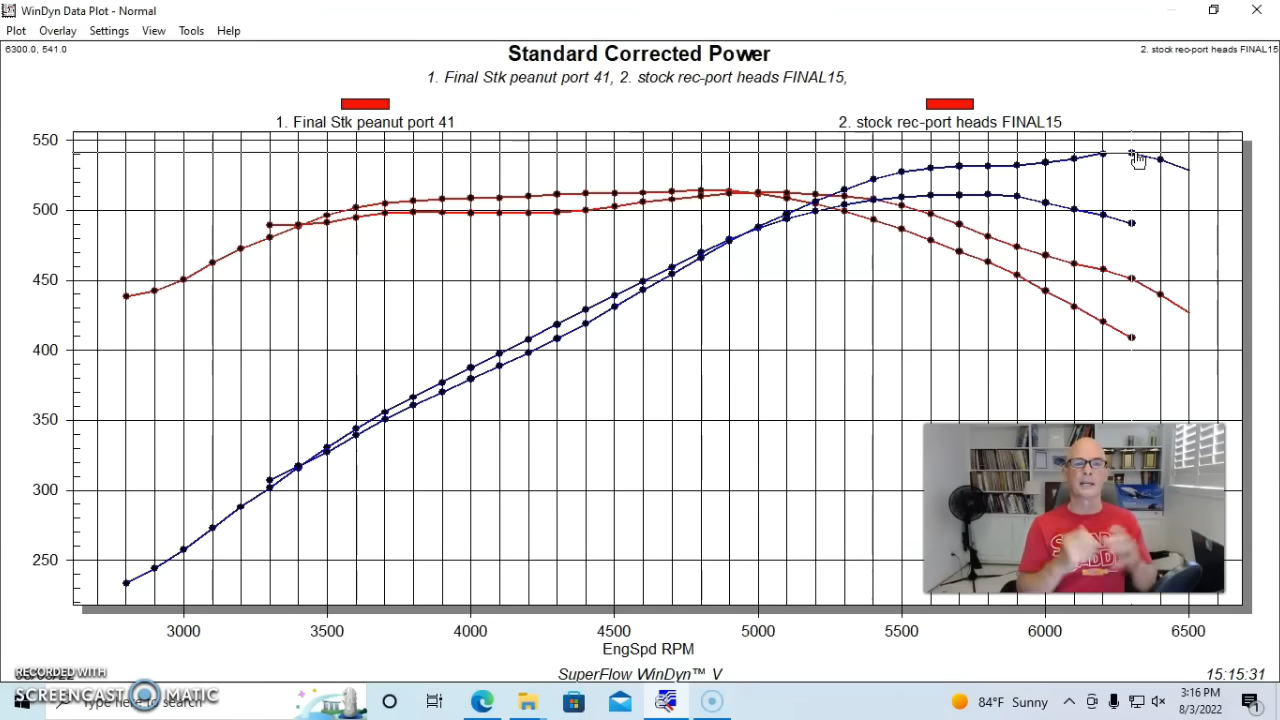 WinDyn Data Plot - Normal
Plot Overlay Settings View Tools Help
6300.0, 541.0
2. stock rec-port heads FINAL15
Standard Corrected Power
1. Final Stk peanut port 41, 2. stock rec-port heads FINAL15,
1. Final Stk peanut port 41
2. stock rec-port heads FINAL15
550
500
450
400
350
300
250
3000 3500 4000 4500 5000 5500 6000 6500
EngSpd RPM
SuperFlow WinDyn™ V
15:15:31
RECORDED WITH
SCREENCAST MATIC
here to search
84°F Sunny
3:16 PM
8/3/2022
1